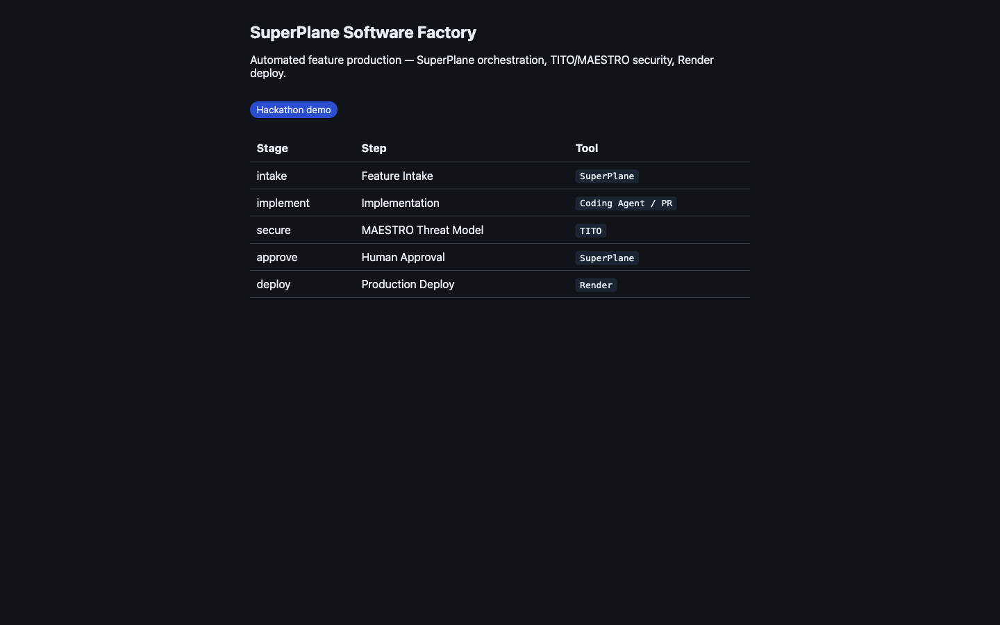 SuperPlane Software Factory
Automated feature production — SuperPlane orchestration, TITO/MAESTRO security, Render
deploy.
Hackathon demo
Stage Step Tool
intake Feature Intake SuperPlane
implement Implementation Coding Agent / PR
secure MAESTRO Threat Model TITO
approve Human Approval SuperPlane
deploy Production Deploy Render